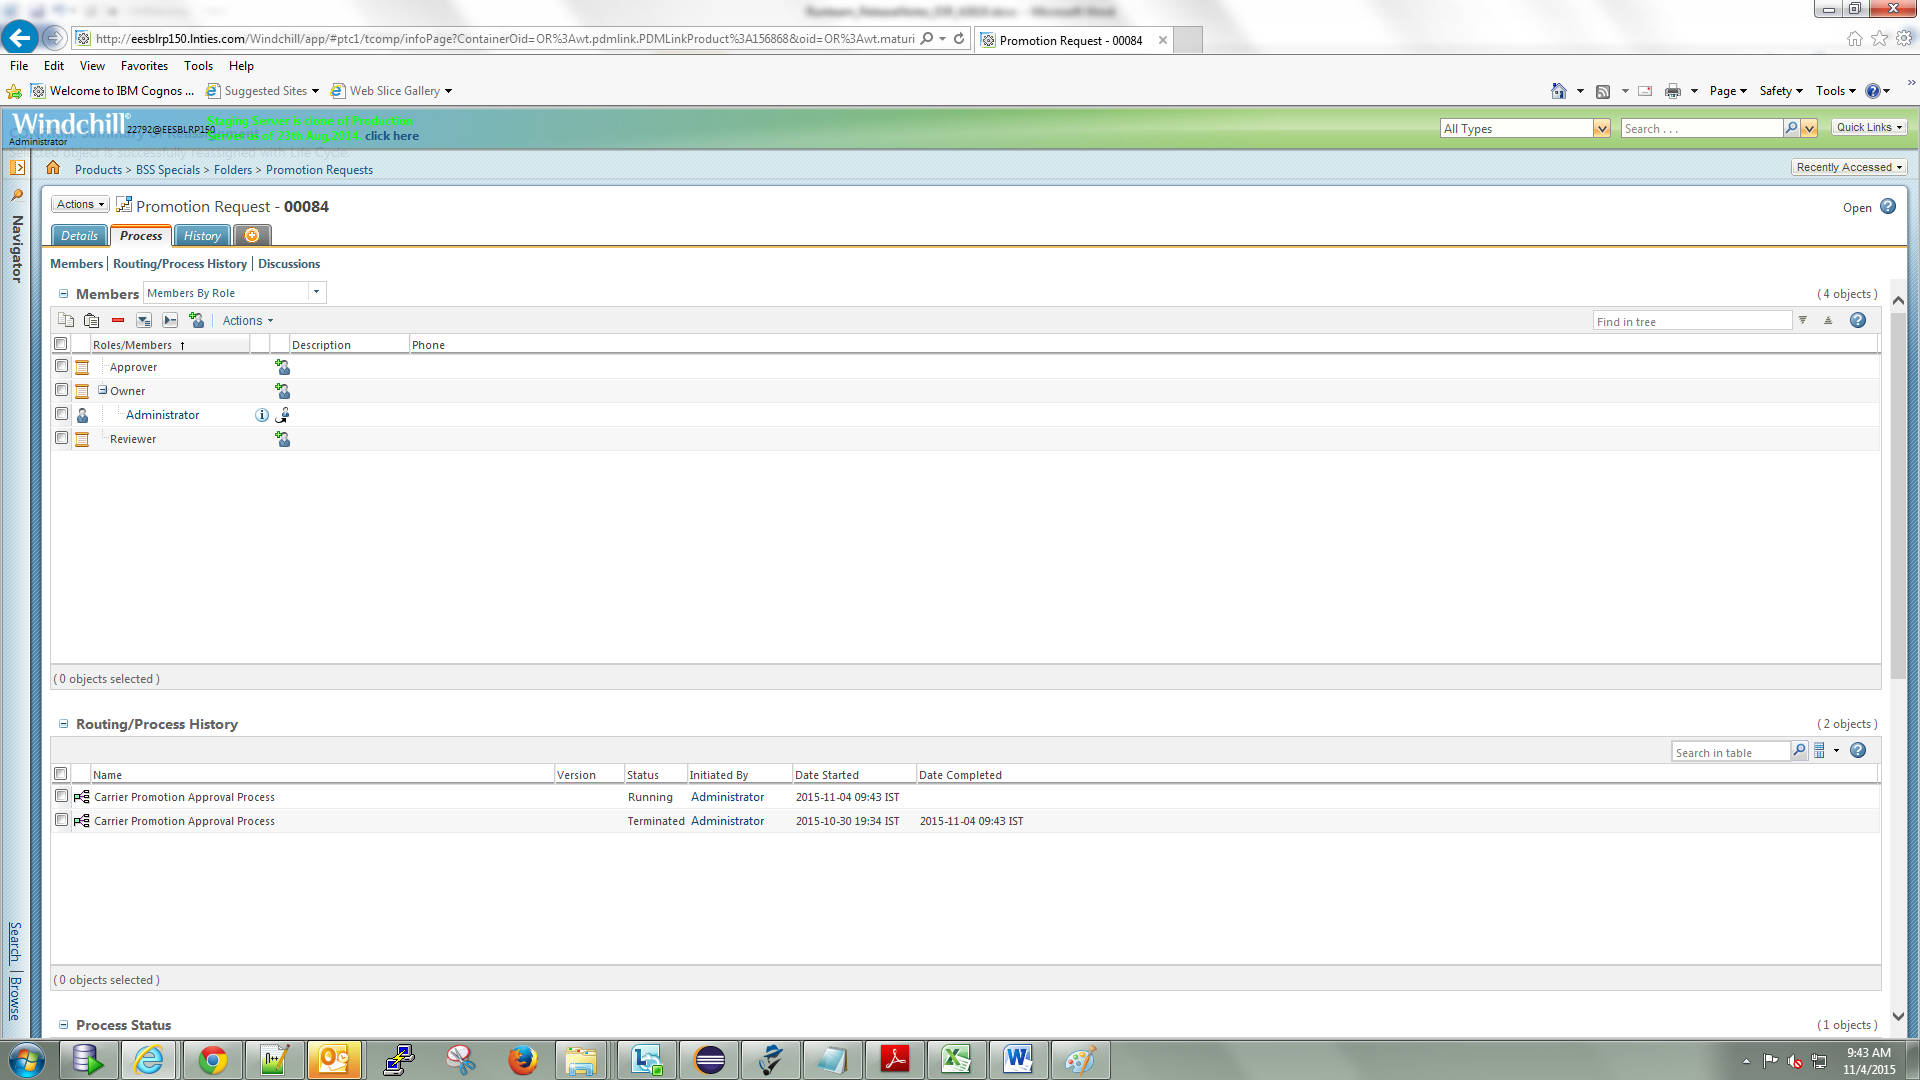 http://eesblrp150.lnties.com/Windchill/app/#ptc1/tcomp/infoPage?ContainerOid=OR%3Awt.pdmlink.PDMLinkProduct%3A156868&oid=OR%3Awt.maturi
Promotion Request - 00084
File Edit View Favorites Tools Help
Welcome to IBM Cognos ... Suggested Sites Web Slice Gallery Page Safety Tools
Windchill 22792@EESBLRP150 Staging Server is clone of Production
Administrator click here
All Types Search . . . Quick Links
Selected object is successfully reassigned with Life Cycle.
Products > BSS Specials > Folders > Promotion Requests Recently Accessed
Navigator
Actions Promotion Request - 00084 Open
Details Process History
Members Routing/Process History Discussions
Members Members By Role ( 4 objects )
Actions Find in tree
Roles/Members Description Phone
Approver
Owner
Administrator
Reviewer
( 0 objects selected )
Routing/Process History ( 2 objects )
Search in table
Name Version Status Initiated By Date Started Date Completed
Carrier Promotion Approval Process Running Administrator 2015-11-04 09:43 IST
Carrier Promotion Approval Process Terminated Administrator 2015-10-30 19:34 IST 2015-11-04 09:43 IST
Search | Browse
( 0 objects selected )
Process Status ( 1 objects )
9:43 AM
11/4/2015